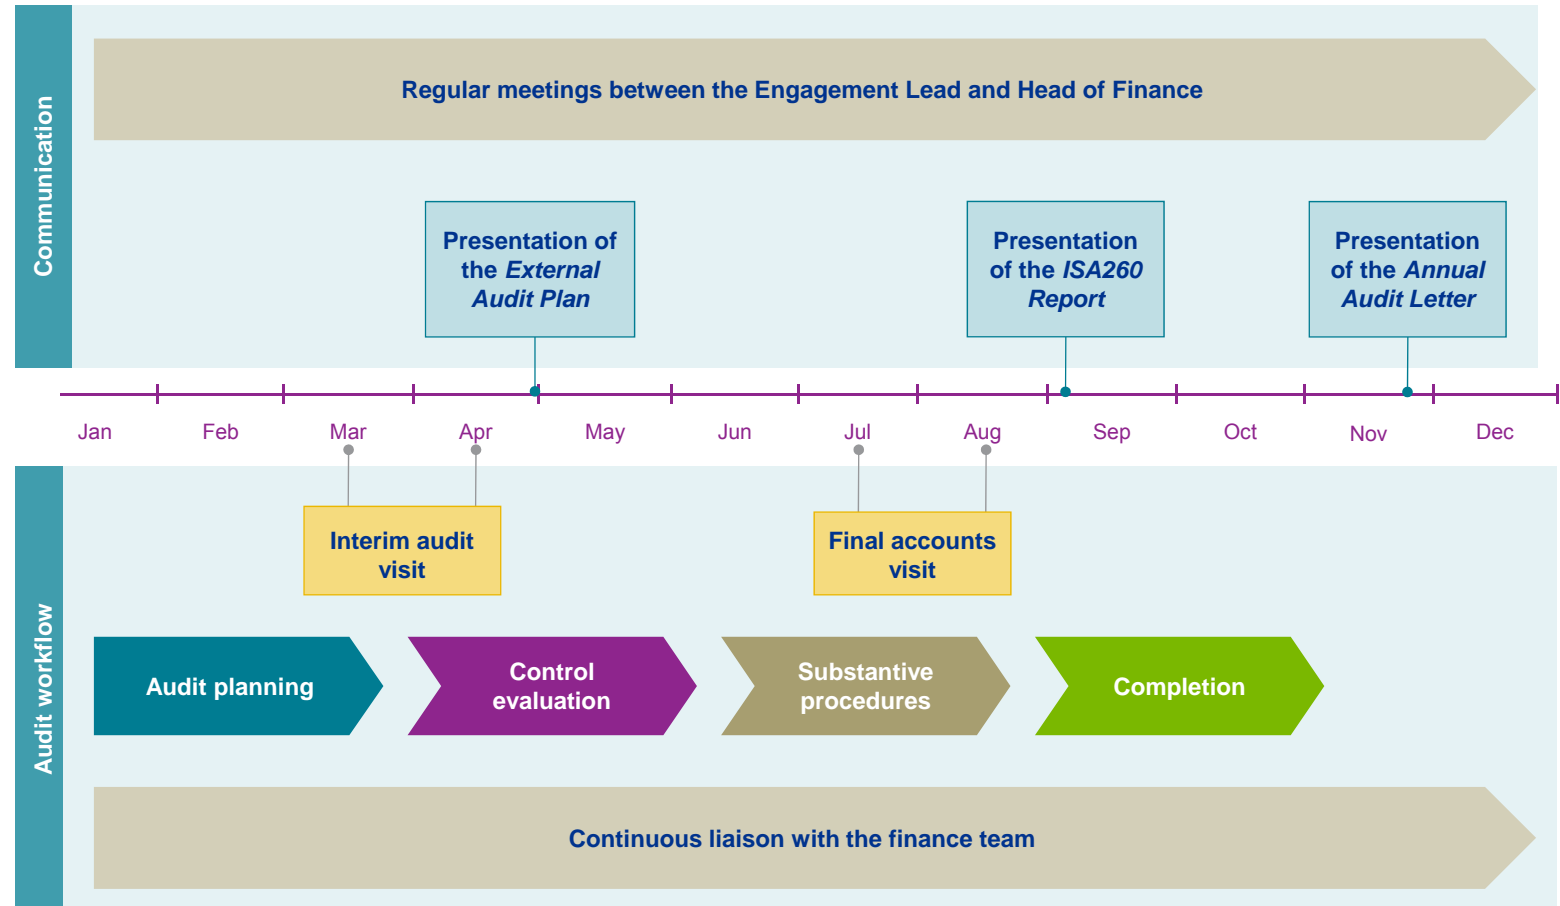 Communication
Regular meetings between the Engagement Lead and Head of Finance
Presentation of
the External
Audit Plan
Presentation
of the ISA260
Report
Presentation
of the Annual
Audit Letter
Jan
Feb
Mar
Apr
May
Jun
Jul
Aug
Sep
Oct
Nov
Dec
Audit workflow
Interim audit
visit
Final accounts
visit
Audit planning
Control
evaluation
Substantive
procedures
Completion
Continuous liaison with the finance team